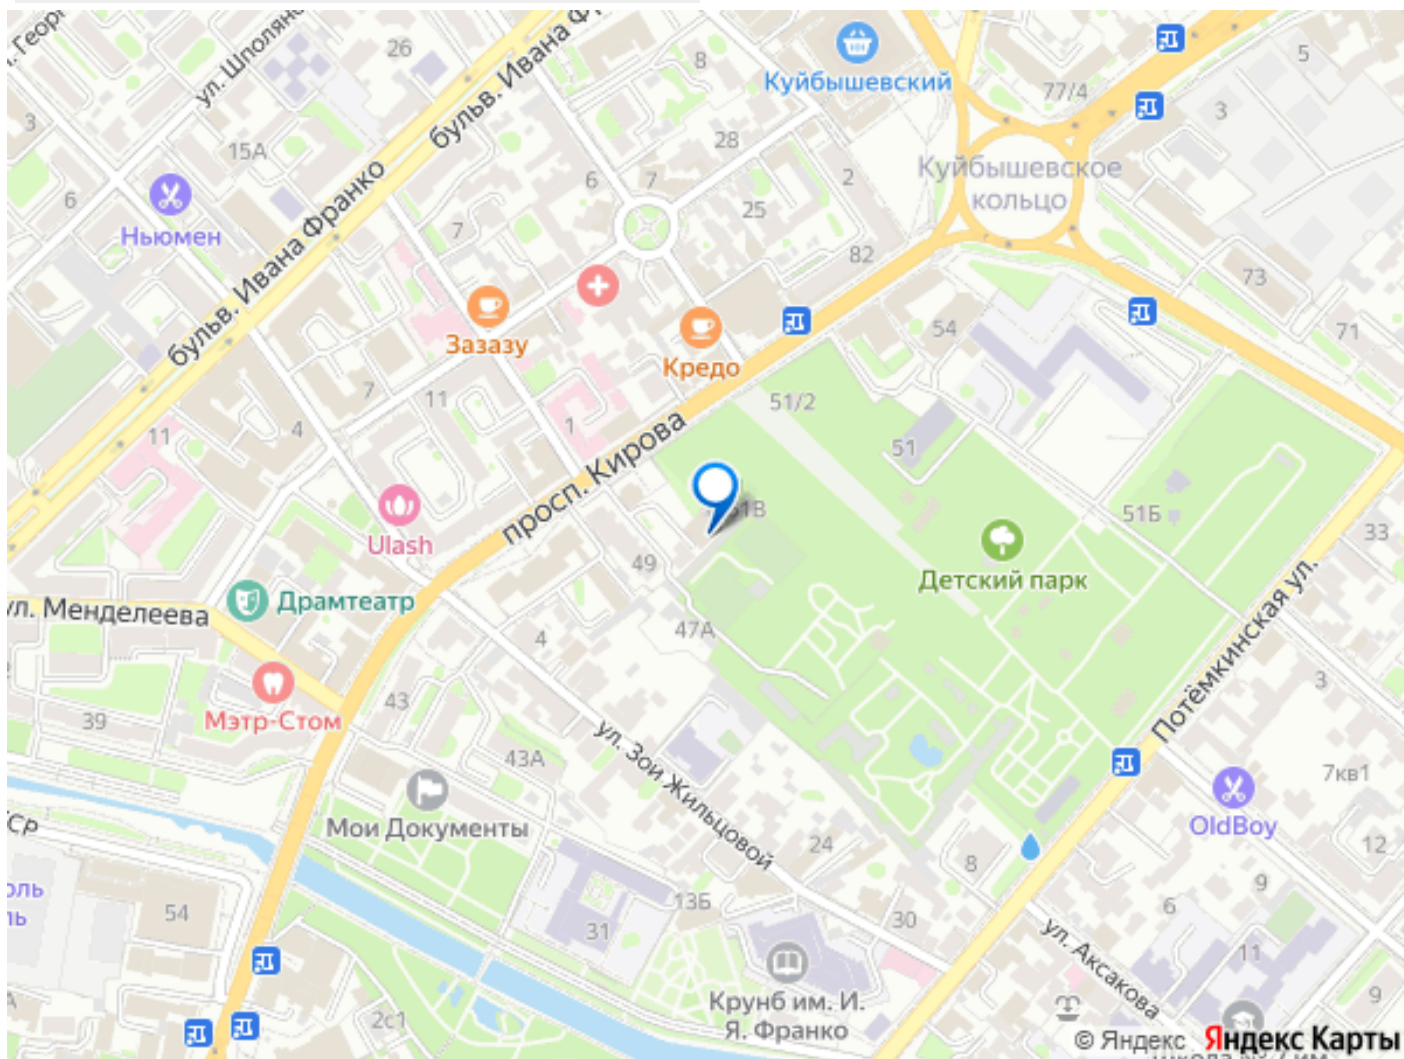 ул. Шполянс
26
бульв. Ивана Ф
8
Куйбышевский
77/4
5
3
3
15А
28
Куйбышевское
кольцо
6
Ньюмен
бульв. Ивана Франко
7
6
7
25
2
82
73
Зазазу
Кредо
54
71
7
11
51/2
11
4
1
просп. Кирова
51
Ulash
51В
51Б
33
49
Детский парк
ул. Менделеева
Драмтеатр
4
47А
Потёмкинская ул.
3
Мэтр-Стом
43
39
43А
ул. Зои Жильцовой
7кв1
Мои Документы
OldBoy
24
8
12
9
54
13Б
30
6
31
11
ул. Аксакова
Крунб им. И.
Я. Франко
9
2с1
© Яндекс Яндекс Карты